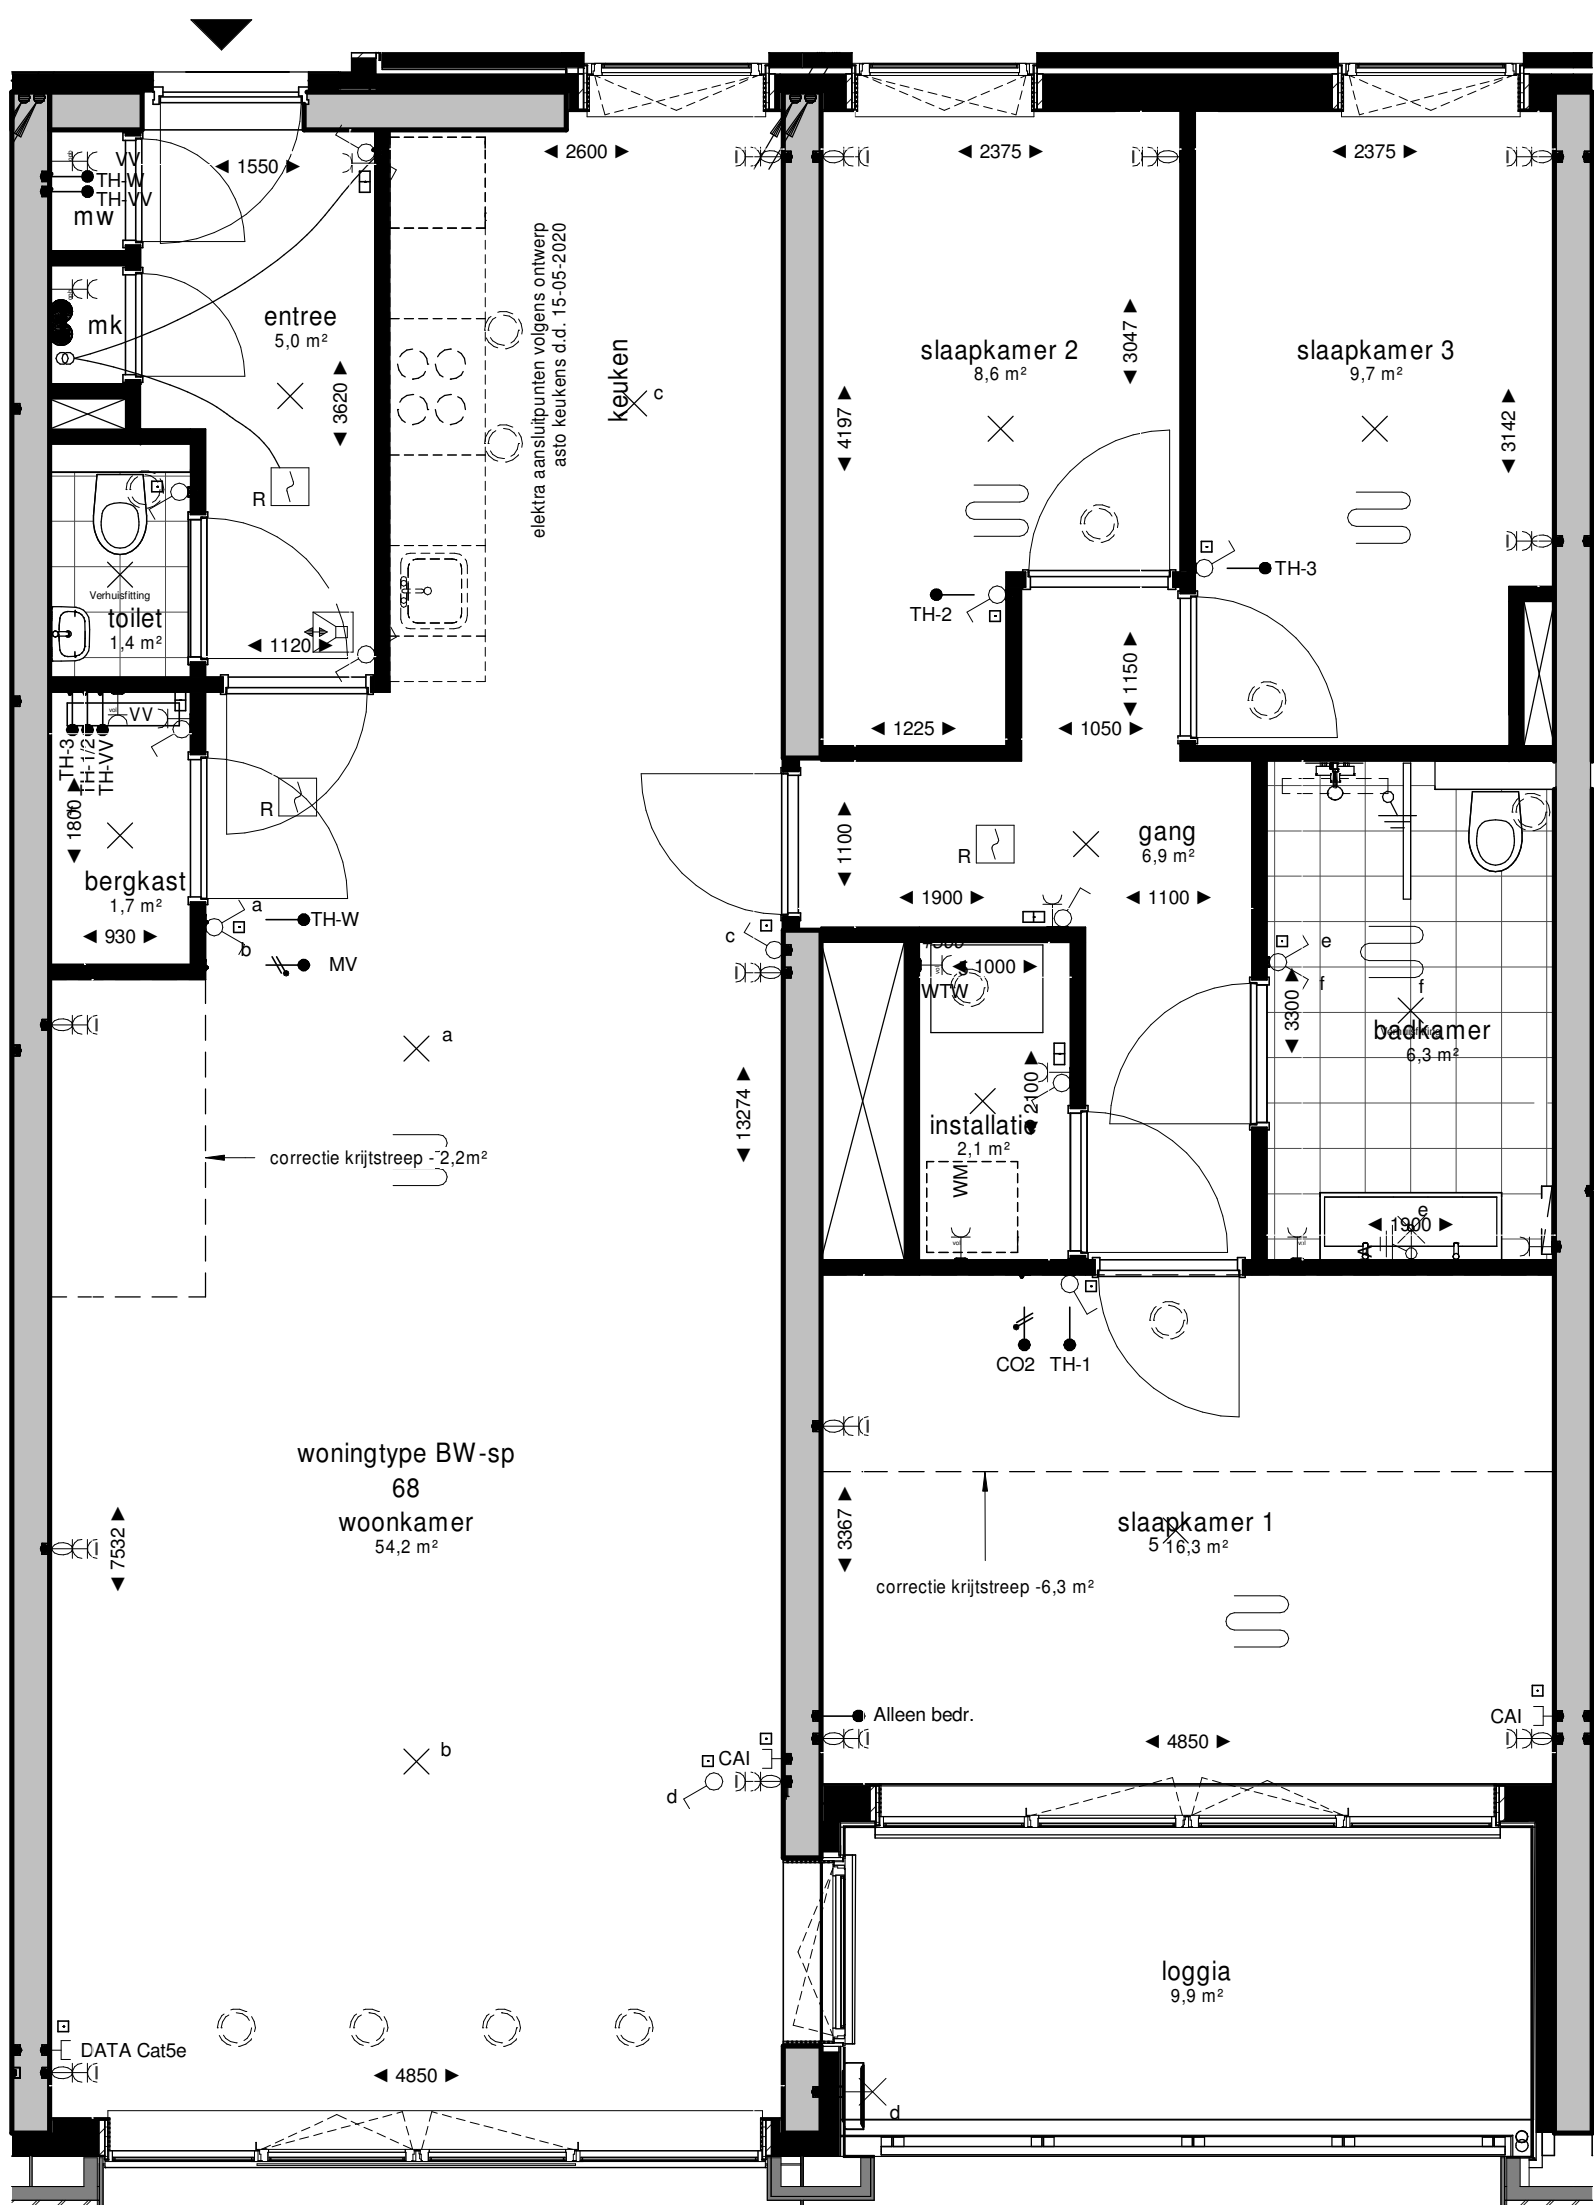 1550
2600
2375
2375
VV
TH-W
TH-VV
mw
mk
entree
5,0 m²
3620
elektra aansluitpunten volgens ontwerp
asto keukens d.d. 15-05-2020
keuken
c
slaapkamer 2
8,6 m²
3047
4197
slaapkamer 3
9,7 m²
3142
R
Verhuisfitting
toilet
1,4 m²
1120
TH-2
TH-3
1225
1150
1050
VV
TH-3
TH-1/2
TH-VV
1800
R
bergkast
1,7 m²
930
a
b
TH-W
MV
c
1100
R
gang
6,9 m²
1900
1100
1000
WTW
2100
installatie
2,1 m²
WM
e
f
3300
f
badkamer
6,3 m²
e
1900
a
13274
correctie krijtstreep -2,2m²
CO2
TH-1
woningtype BW-sp
68
woonkamer
54,2 m²
7532
3367
slaapkamer 1
5 16,3 m²
correctie krijtstreep -6,3 m²
Alleen bedr.
CAI
4850
b
CAI
d
loggia
9,9 m²
DATA Cat5e
4850
d